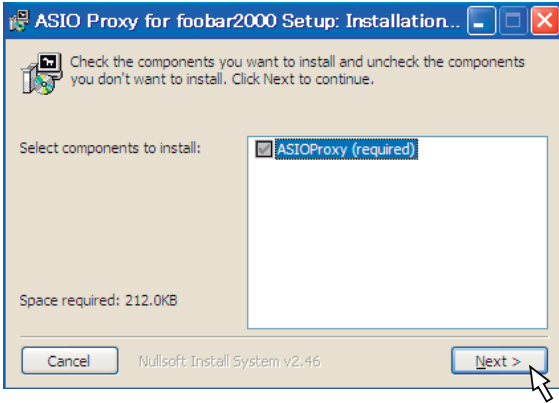 ASIO Proxy for foobar2000 Setup: Installation...
Check the components you want to install and uncheck the components
you don't want to install. Click Next to continue.
Select components to install:
ASIOProxy (required)
Space required: 212.0KB
Cancel
Nullsoft Install System v2.46
Next >